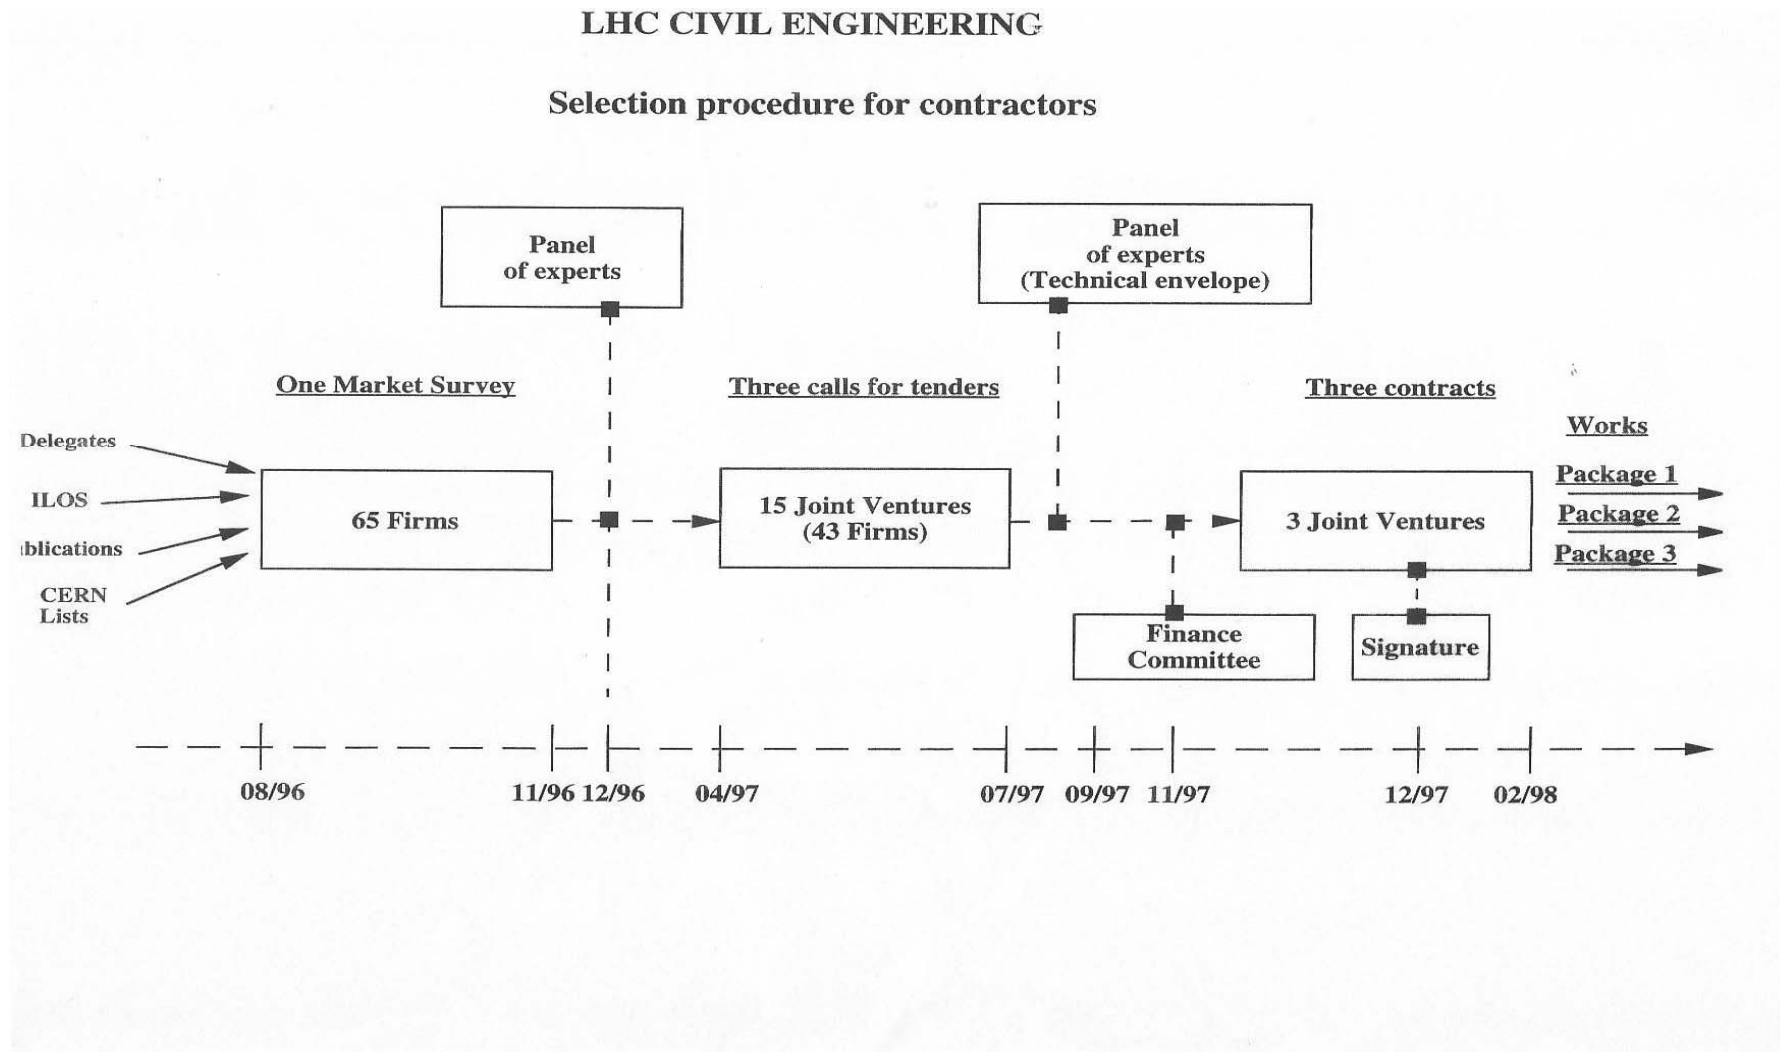 LHC CIVIL ENGINEERING
Selection procedure for contractors
Panel
of experts
Panel
of experts
(Technical envelope)
One Market Survey
Three calls for tenders
Three contracts
Works
Delegates
ILOS
blications
CERN
Lists
65 Firms
15 Joint Ventures
(43 Firms)
3 Joint Ventures
Package 1
Package 2
Package 3
Finance
Committee
Signature
08/96
11/96
12/96
04/97
07/97
09/97
11/97
12/97
02/98